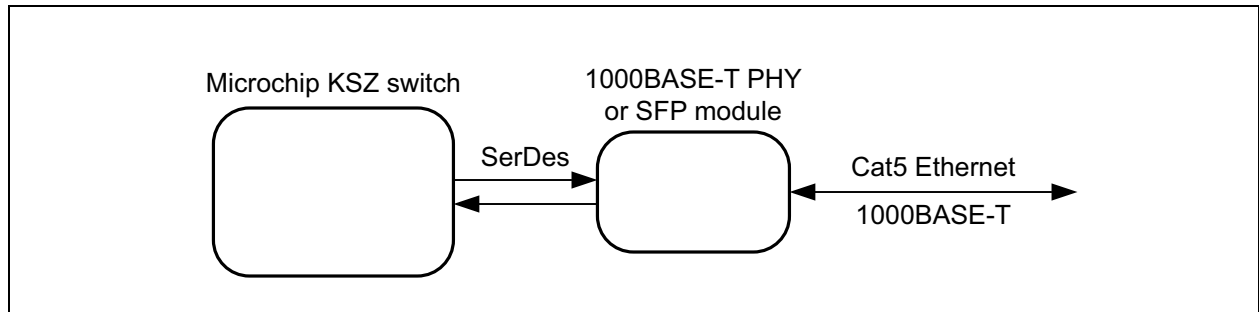 Microchip KSZ switch
1000BASE-T PHY
or SFP module
SerDes
Cat5 Ethernet
1000BASE-T